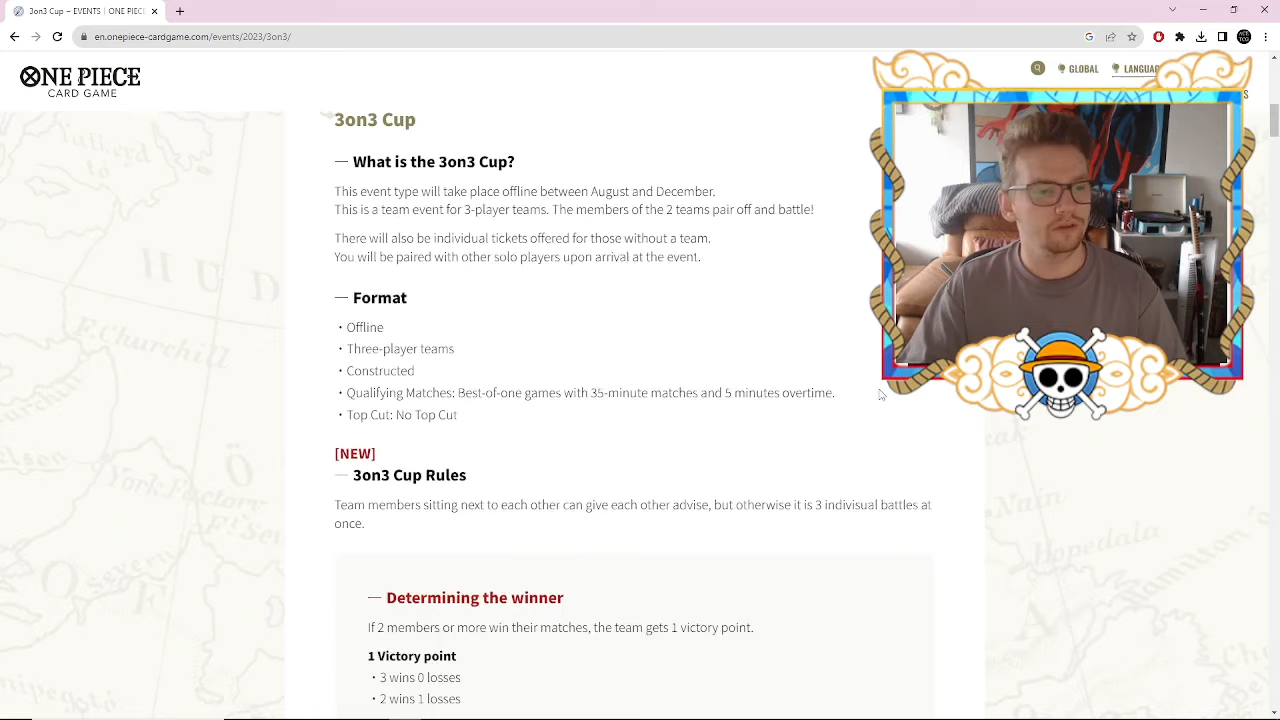 3on3 Cup – EVENTS | ONE PIECE
en.onepiece-cardgame.com/events/2023/3on3/
ONE PIECE
CARD GAME
GLOBAL
3on3 Cup
What is the 3on3 Cup?
This event type will take place offline between August and December.
This is a team event for 3-player teams. The members of the 2 teams pair off and battle!
There will also be individual tickets offered for those without a team.
You will be paired with other solo players upon arrival at the event.
Format
・Offline
・Three-player teams
・Constructed
・Qualifying Matches: Best-of-one games with 35-minute matches and 5 minutes overtime.
・Top Cut: No Top Cut
[NEW]
3on3 Cup Rules
Team members sitting next to each other can give each other advise, but otherwise it is 3 indivisual battles at
once.
Determining the winner
If 2 members or more win their matches, the team gets 1 victory point.
1 Victory point
・3 wins 0 losses
・2 wins 1 losses